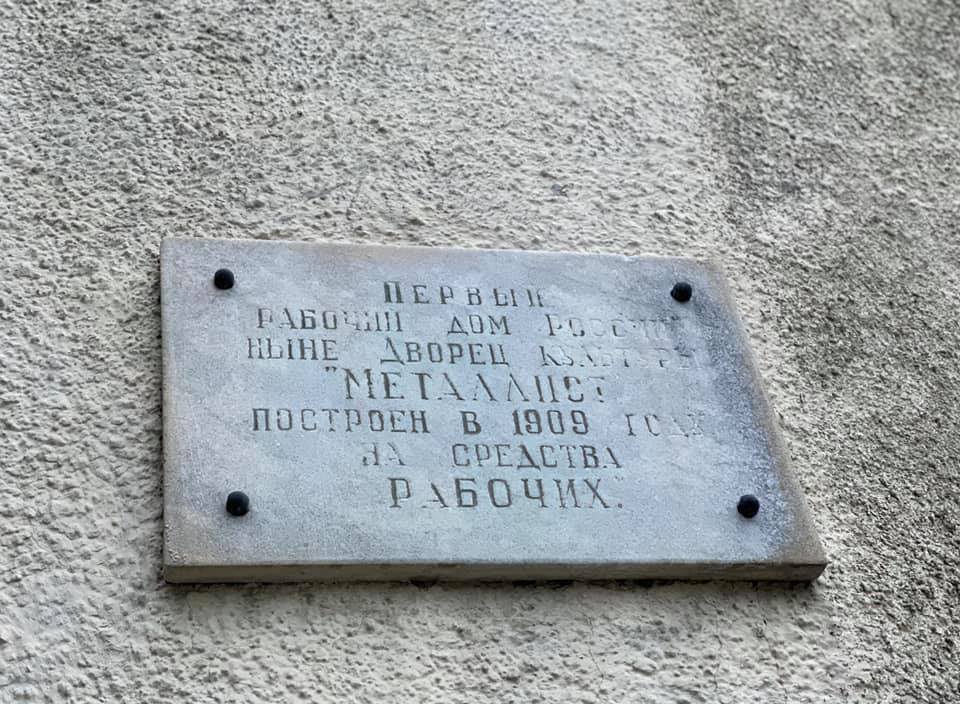 Первый
рабочий дом России
ныне Дворец культуры
"Металлист"
построен в 1909 году
на средства
рабочих.